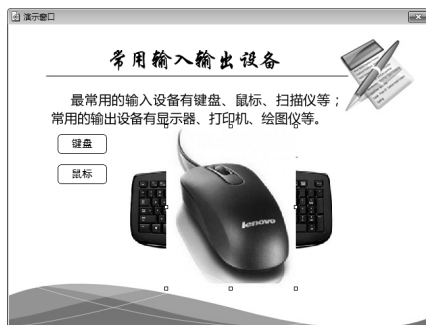 演示窗口
常用输入输出设备
最常用的输入设备有键盘、鼠标、扫描仪等；
常用的输出设备有显示器、打印机、绘图仪等。
键盘
鼠标
lenovo